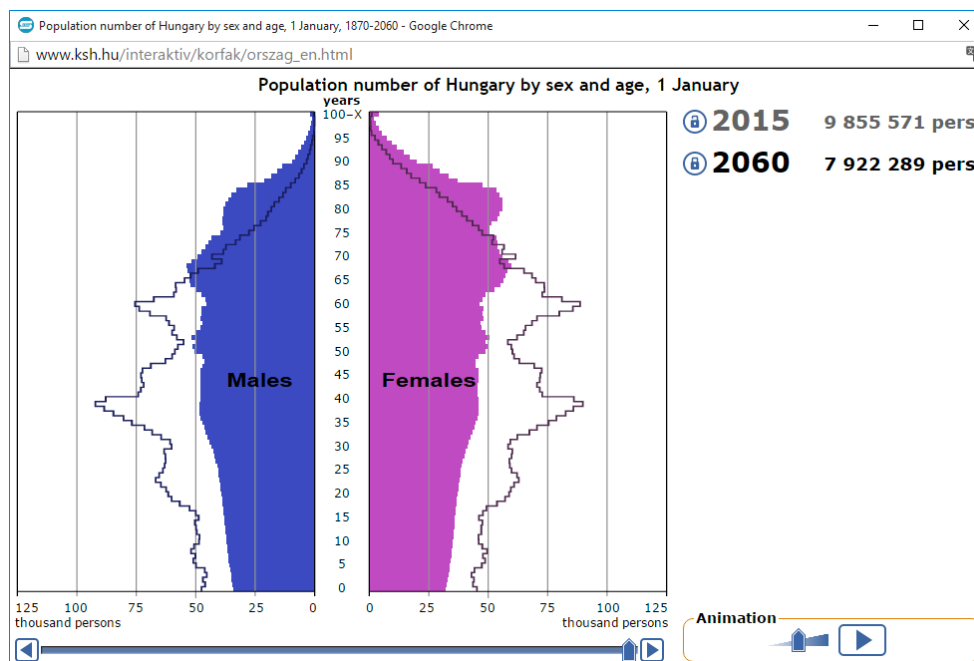 Population number of Hungary by sex and age, 1 January, 1870-2060 - Google Chrome
www.ksh.hu/interaktiv/korfak/orszag_en.html
Population number of Hungary by sex and age, 1 January
years
100-X
95
90
85
80
75
70
65
60
55
50
45
40
35
30
25
20
15
10
5
0
Males
Females
125 100 75 50 25 0
thousand persons
0 25 50 75 100 125
thousand persons
2015 9 855 571 pers
2060 7 922 289 pers
Animation